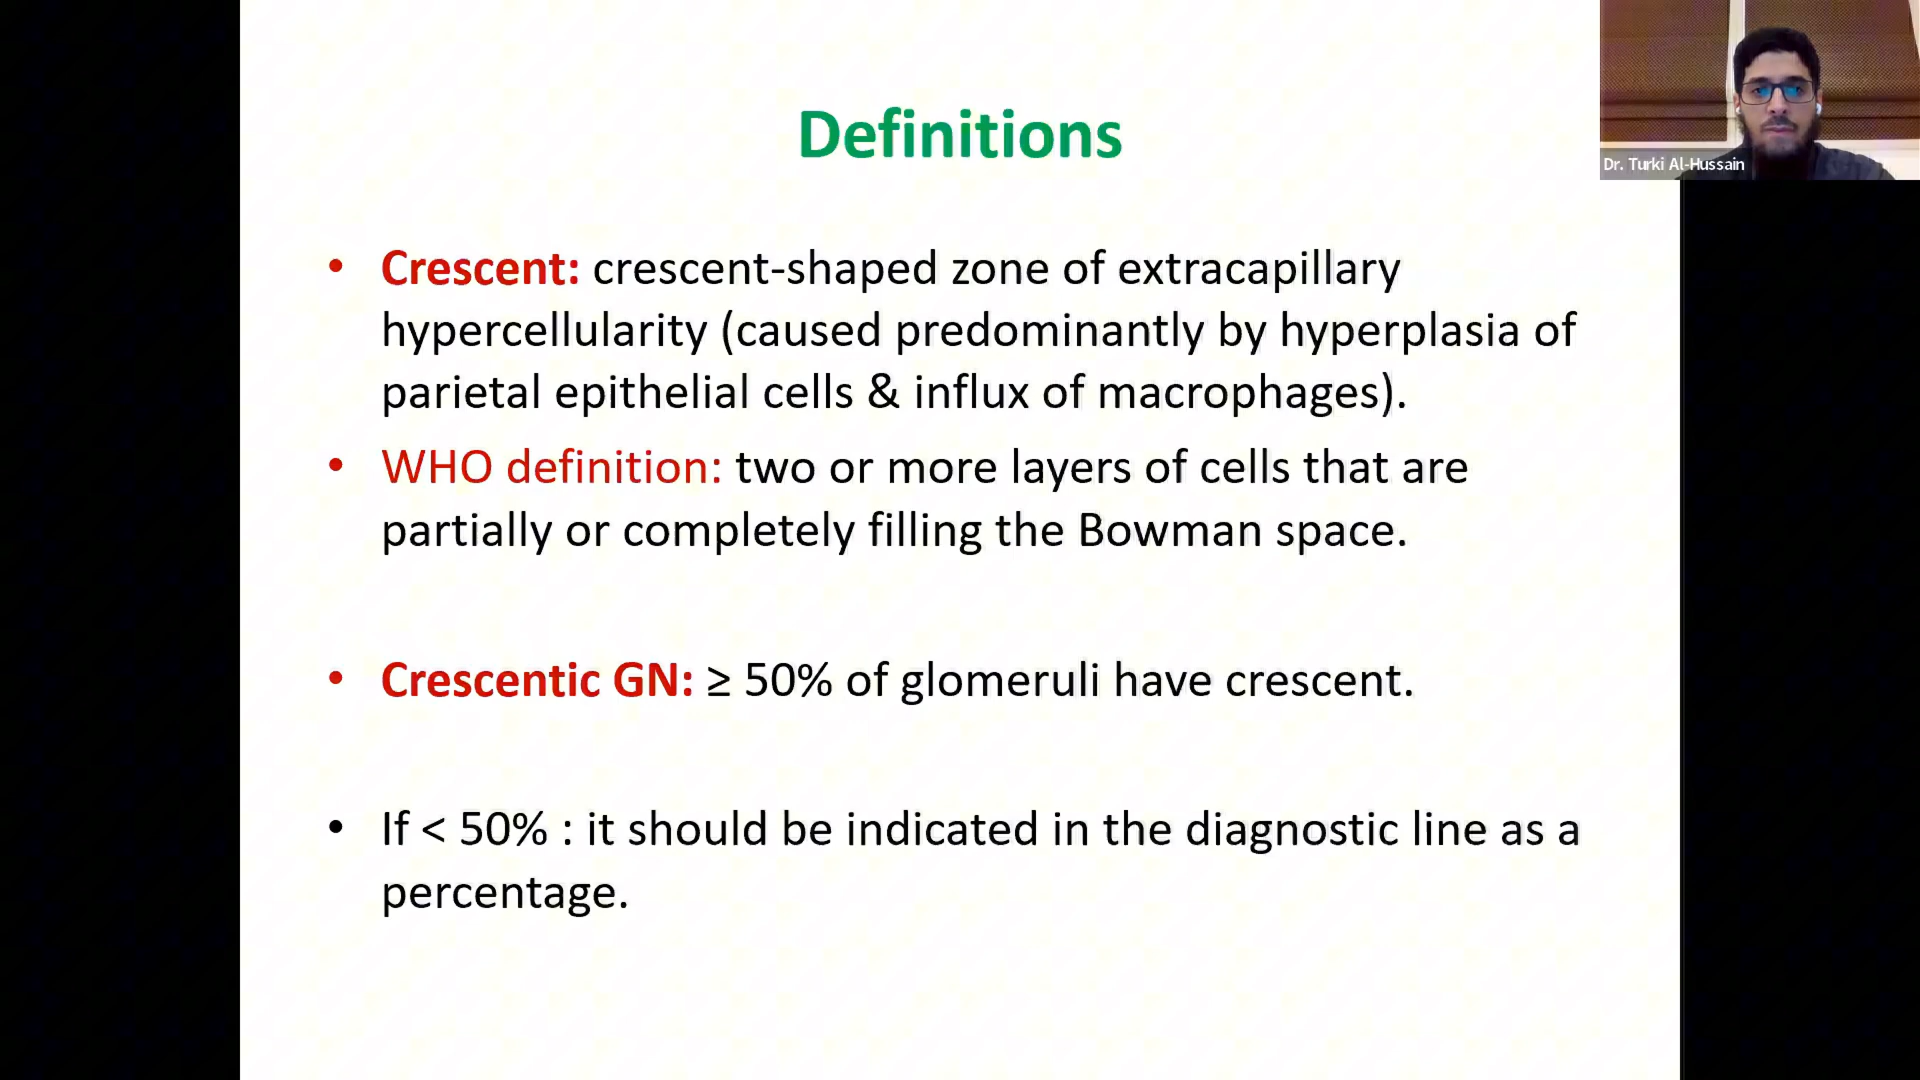 Definitions
Dr. Turki Al-Hussain
• Crescent: crescent-shaped zone of extracapillary
hypercellularity (caused predominantly by hyperplasia of
parietal epithelial cells & influx of macrophages).
• WHO definition: two or more layers of cells that are
partially or completely filling the Bowman space.
• Crescentic GN: ≥ 50% of glomeruli have crescent.
• If < 50% : it should be indicated in the diagnostic line as a
percentage.